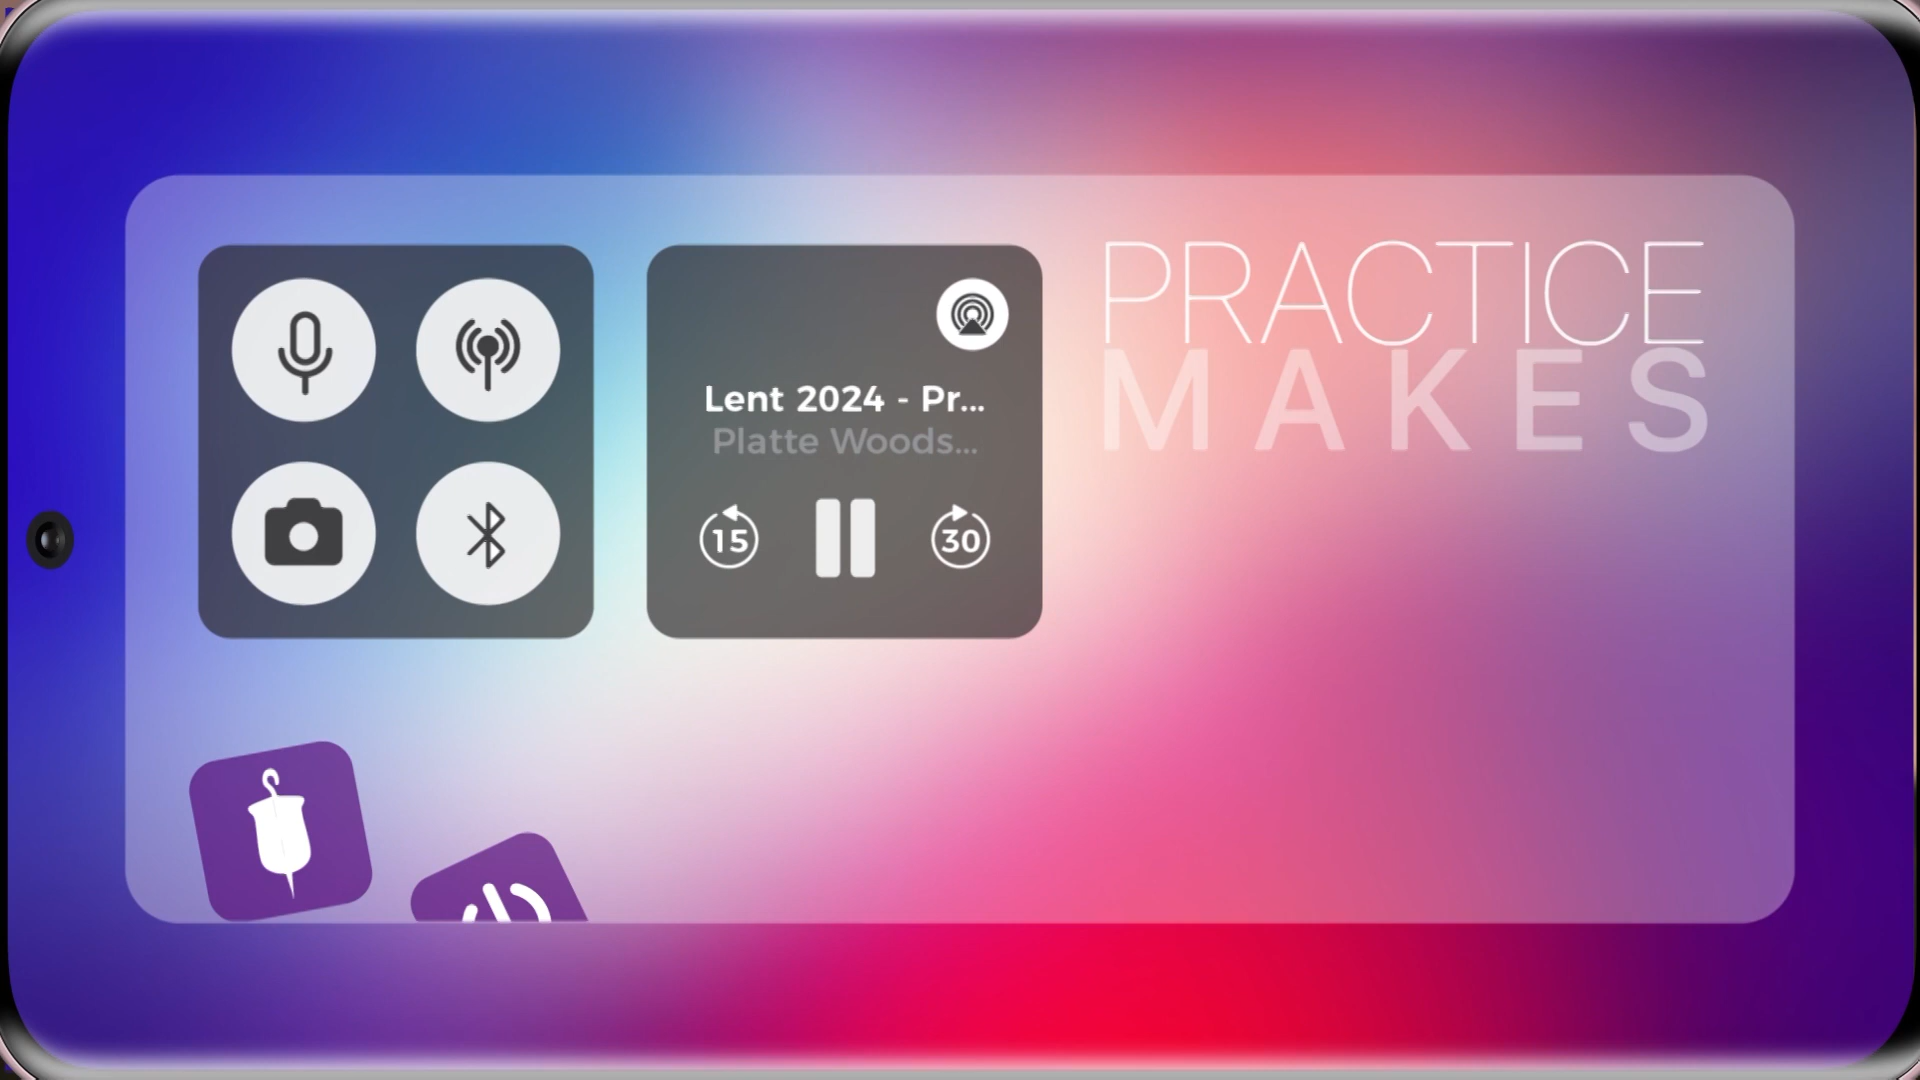 Lent 2024 - Pr...
Platte Woods...
15
30
PRACTICE
MAKES